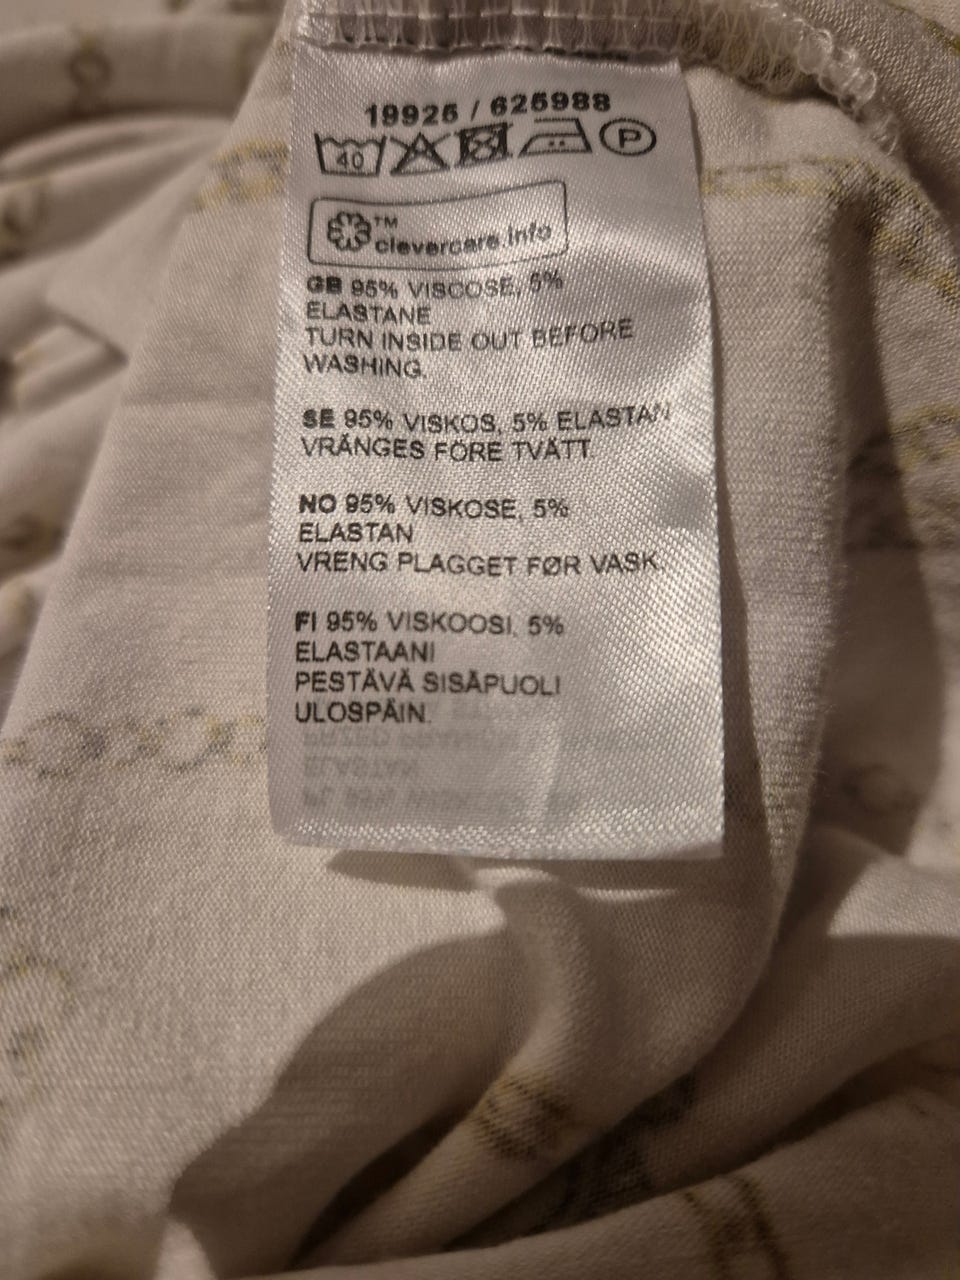 19925 / 625988
40 P
™
clevercare.info
GB 95% VISCOSE, 5%
ELASTANE
TURN INSIDE OUT BEFORE
WASHING.
SE 95% VISKOS, 5% ELASTAN
VRÄNGES FÖRE TVÄTT.
NO 95% VISKOSE, 5%
ELASTAN
VRENG PLAGGET FØR VASK.
FI 95% VISKOOSI, 5%
ELASTAANI
PESTÄVÄ SISÄPUOLI
ULOSPÄIN.